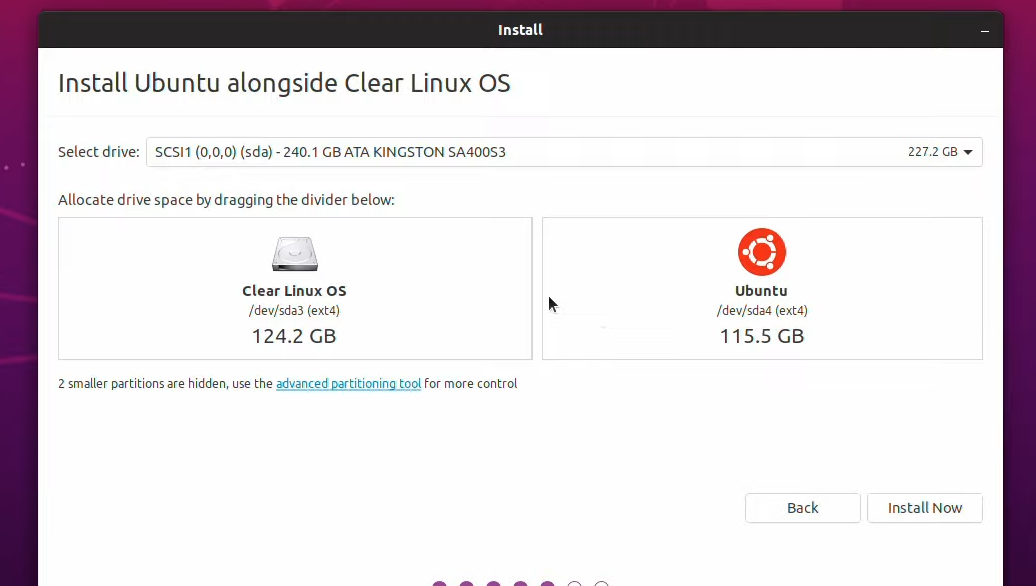 Install
Install Ubuntu alongside Clear Linux OS
Select drive: SCSI1 (0,0,0) (sda) - 240.1 GB ATA KINGSTON SA400S3 227.2 GB
Allocate drive space by dragging the divider below:
Clear Linux OS
/dev/sda3 (ext4)
124.2 GB
Ubuntu
/dev/sda4 (ext4)
115.5 GB
2 smaller partitions are hidden, use the advanced partitioning tool for more control
Back
Install Now